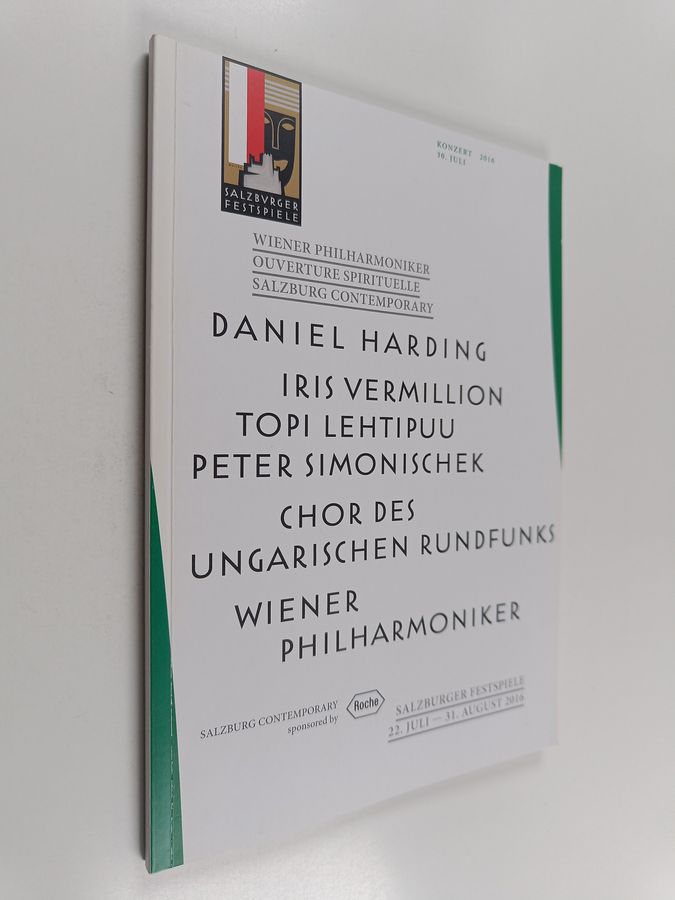 SALZBVRGER
FESTSPIELE
KONZERT 2016
30. JULI
WIENER PHILHARMONIKER
OUVERTURE SPIRITUELLE
SALZBURG CONTEMPORARY
DANIEL HARDING
IRIS VERMILLION
TOPI LEHTIPUU
PETER SIMONISCHEK
CHOR DES
UNGARISCHEN RUNDFUNKS
WIENER
PHILHARMONIKER
SALZBURG CONTEMPORARY
sponsored by
Roche
SALZBURGER FESTSPIELE
22. JULI — 31. AUGUST 2016